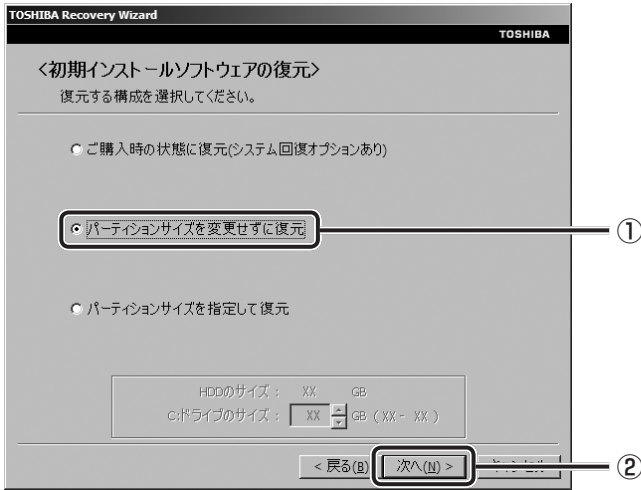 TOSHIBA Recovery Wizard
TOSHIBA
<初期インストールソフトウェアの復元>
復元する構成を選択してください。
ご購入時の状態に復元(システム回復オプションあり)
パーティションサイズを変更せずに復元
①
パーティションサイズを指定して復元
HDDのサイズ： XX GB
C:ドライブのサイズ： XX GB ( XX - XX )
< 戻る(B) 次へ(N) > キャンセル
②